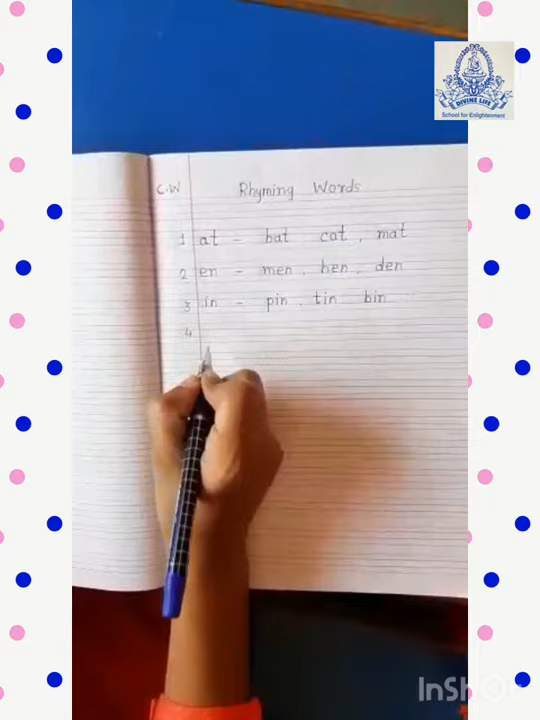 DIVINE LIFE
School for Enlightenment
C.W Rhyming Words
1 at - bat cat, mat
2 en - men, hen, den
3 in - pin, tin bin
4
InShOt